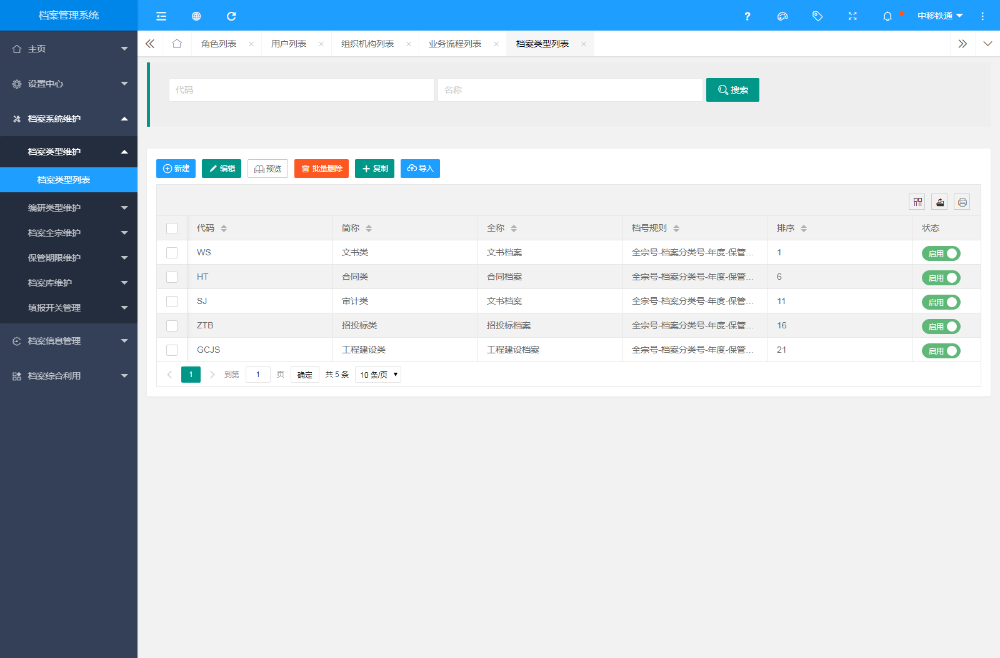 档案管理系统
? 中移铁通
角色列表 用户列表 组织机构列表 业务流程列表 档案类型列表
主页
设置中心
档案系统维护
档案类型维护
档案类型列表
编研类型维护
档案全宗维护
保管期限维护
档案库维护
填报开关管理
档案信息管理
档案综合利用
代码 名称 搜索
新建 编辑 预览 批量删除 复制 导入
代码 简称 全称 档号规则 排序 状态
WS 文书类 文书档案 全宗号-档案分类号-年度-保管... 1 启用
HT 合同类 合同档案 全宗号-档案分类号-年度-保管... 6 启用
SJ 审计类 文书档案 全宗号-档案分类号-年度-保管... 11 启用
ZTB 招投标类 招投标档案 全宗号-档案分类号-年度-保管... 16 启用
GCJS 工程建设类 工程建设档案 全宗号-档案分类号-年度-保管... 21 启用
1 到第 1 页 确定 共 5 条 10 条/页